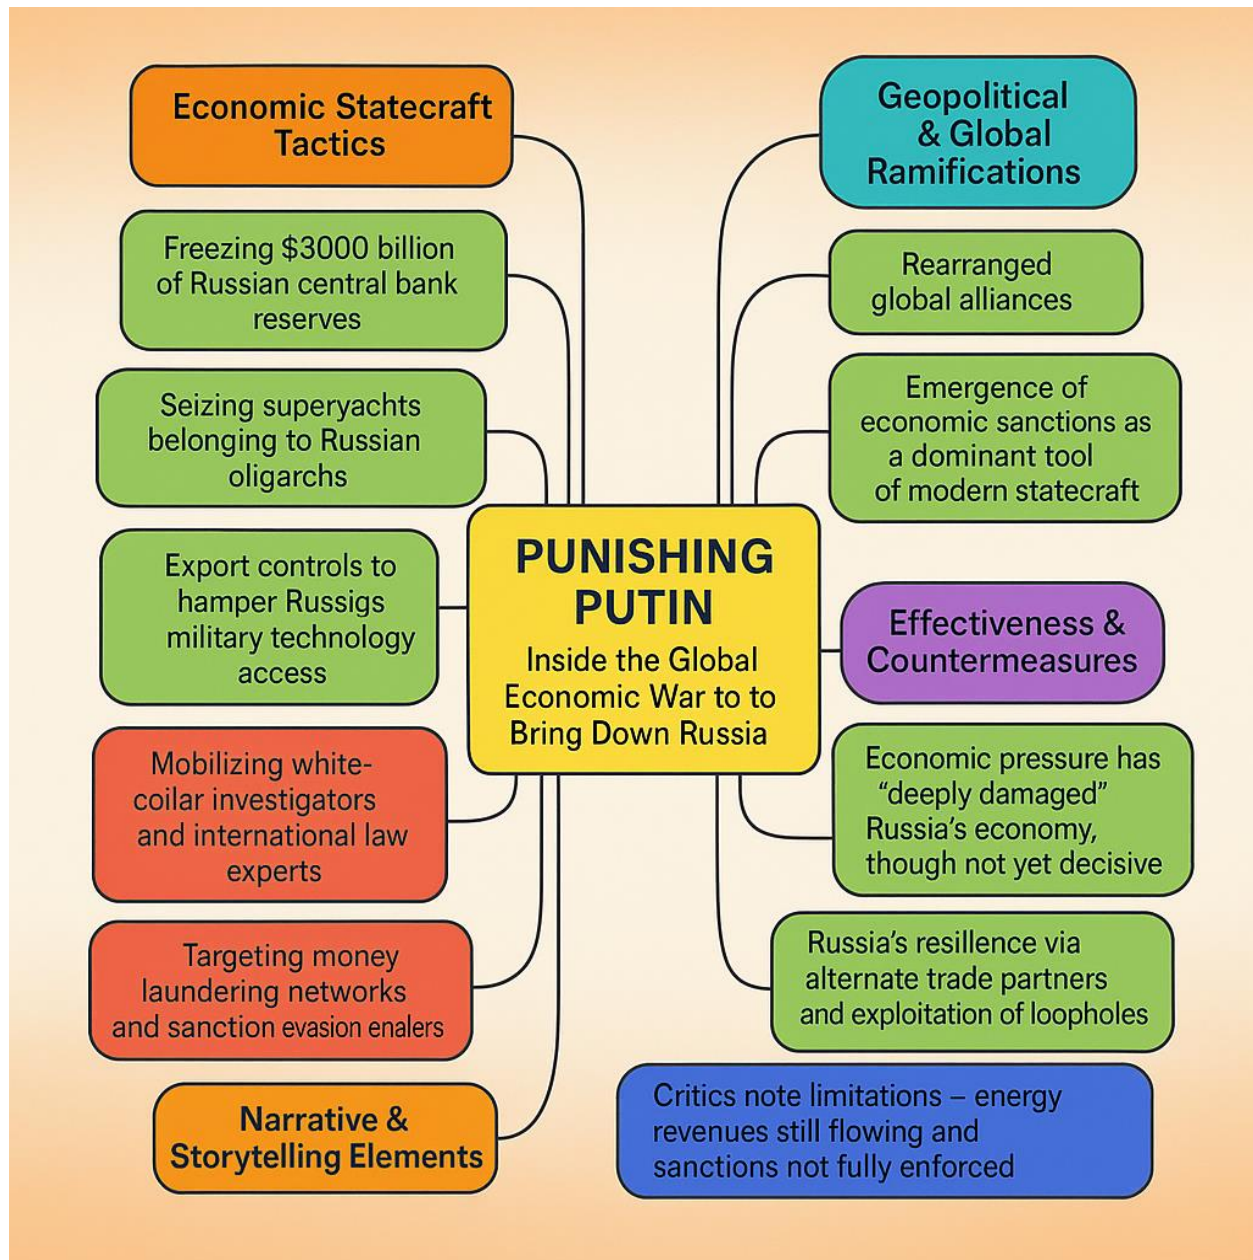 Economic Statecraft
Tactics
Freezing $3000 billion
of Russian central bank
reserves
Seizing superyachts
belonging to Russian
oligarchs
Export controls to
hamper Russigs
military technology
access
Mobilizing white-
coilar investigators
and international law
experts
Targeting money
laundering networks
and sanction evasion enalers
Narrative &
Storytelling Elements
PUNISHING
PUTIN
Inside the Global
Economic War to to
Bring Down Russia
Geopolitical
& Global
Ramifications
Rearranged
global alliances
Emergence of
economic sanctions as
a dominant tool
of modern statecraft
Effectiveness &
Countermeasures
Economic pressure has
“deeply damaged”
Russia’s economy,
though not yet decisive
Russia’s resillence via
alternate trade partners
and exploitation of loopholes
Critics note limitations – energy
revenues still flowing and
sanctions not fully enforced